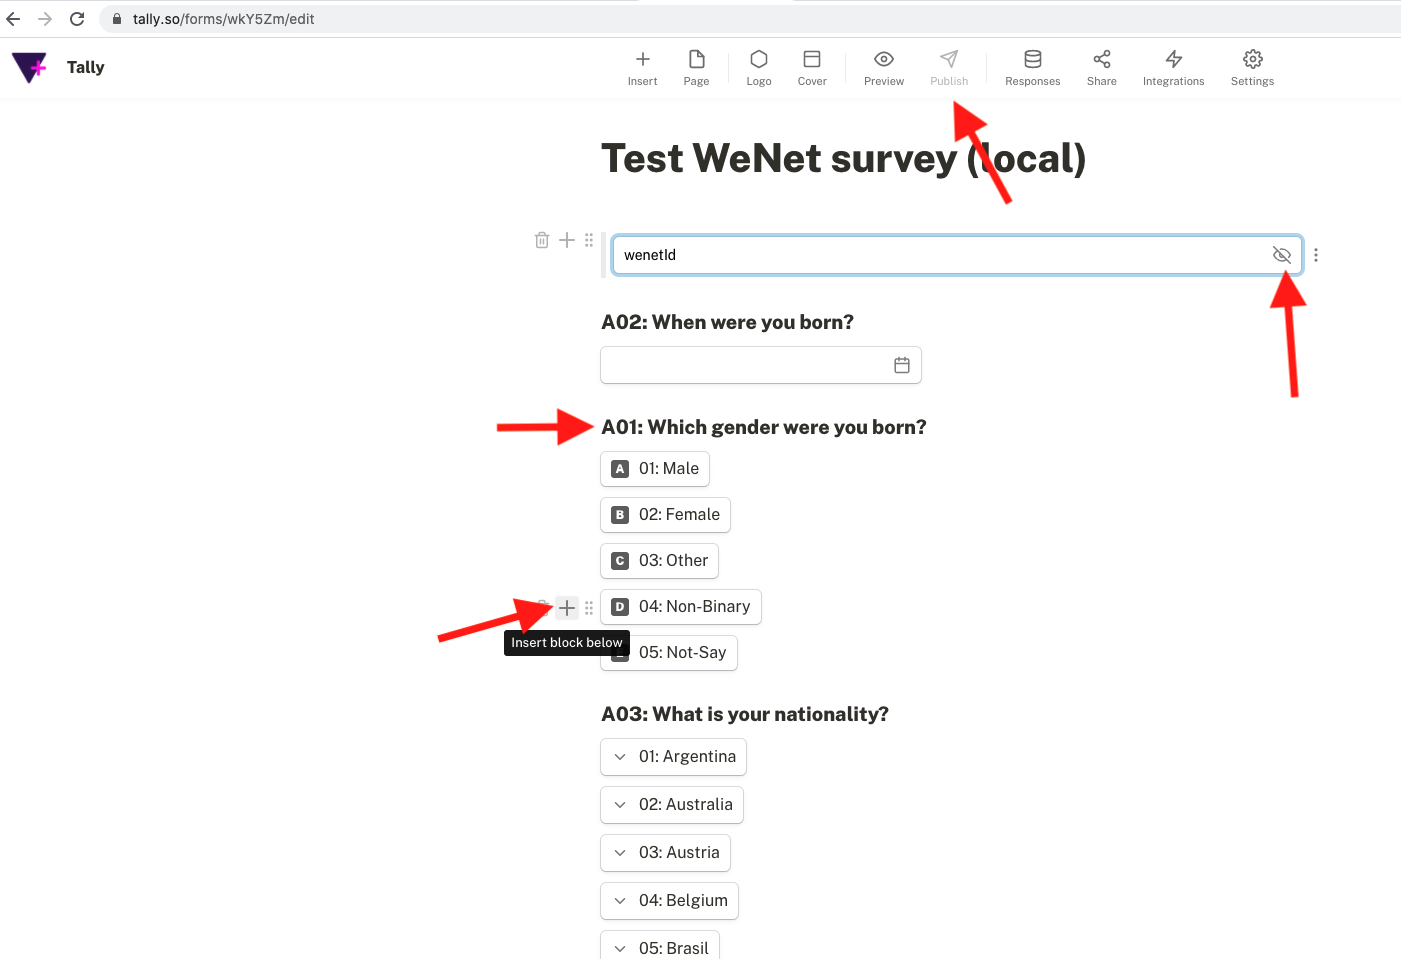 tally.so/forms/wkY5Zm/edit
Tally
Insert
Page
Logo
Cover
Preview
Publish
Responses
Share
Integrations
Settings
Test WeNet survey (local)
wenetId
A02: When were you born?
A01: Which gender were you born?
A 01: Male
B 02: Female
C 03: Other
D 04: Non-Binary
Insert block below
05: Not-Say
A03: What is your nationality?
01: Argentina
02: Australia
03: Austria
04: Belgium
05: Brasil